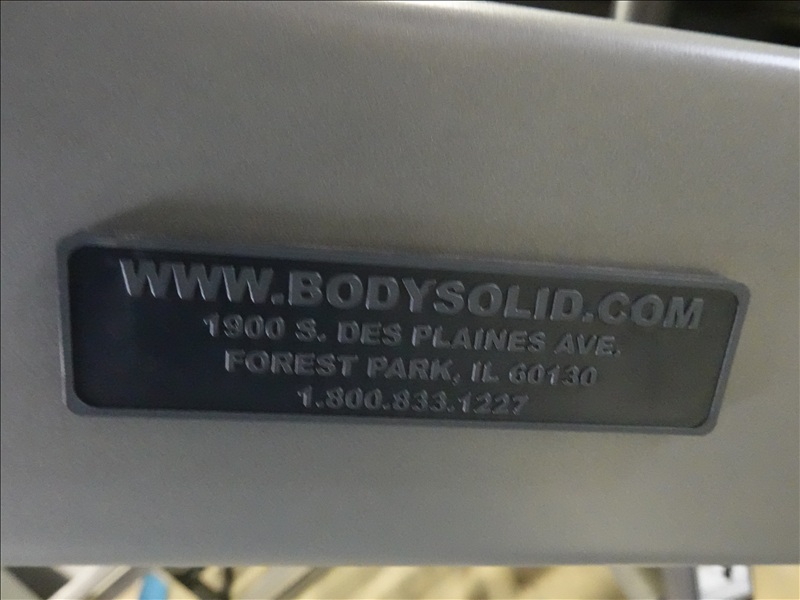 WWW.BODYSOLID.COM
1900 S. DES PLAINES AVE.
FOREST PARK, IL 60130
1.800.833.1227